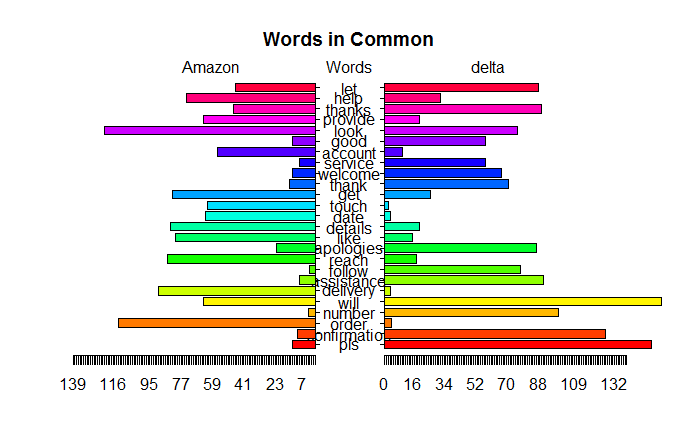 Words in Common
Amazon Words delta
let
help
thanks
provide
look
good
account
service
welcome
thank
get
touch
date
details
like
apologies
reach
follow
assistance
delivery
will
number
order
onfirmation
pls
139 116 95 77 59 41 23 7 0 16 34 52 70 88 109 132